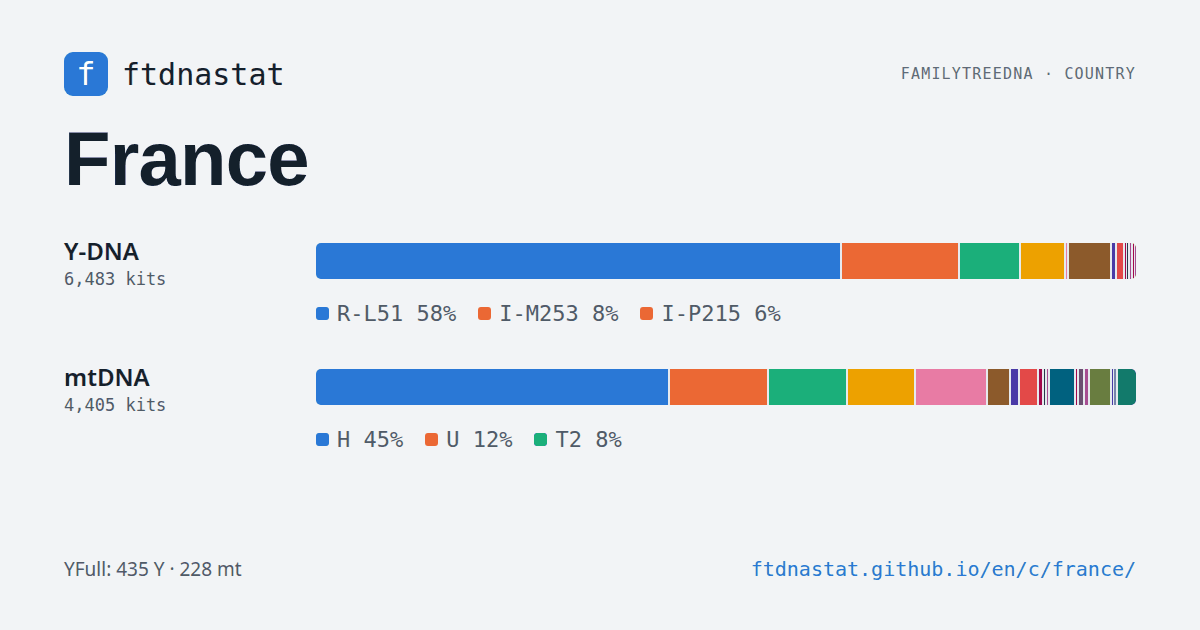 f ftdnastat
FAMILYTREEDNA · COUNTRY
France
Y-DNA
6,483 kits
R-L51 58% I-M253 8% I-P215 6%
mtDNA
4,405 kits
H 45% U 12% T2 8%
YFull: 435 Y · 228 mt
ftdnastat.github.io/en/c/france/